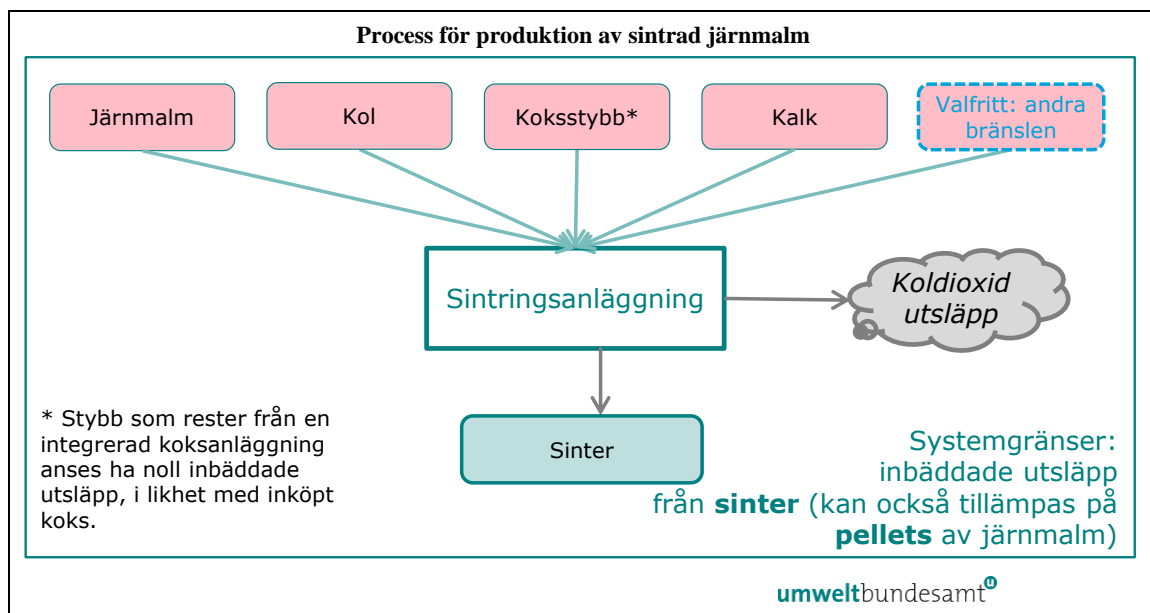 Process för produktion av sintrad järnmalm
Järnmalm
Kol
Koksstybb*
Kalk
Valfritt: andra
bränslen
Sintringsanläggning
Koldioxid
utsläpp
* Stybb som rester från en
integrerad koksanläggning
anses ha noll inbäddade
utsläpp, i likhet med inköpt
koks.
Sinter
Systemgränser:
inbäddade utsläpp
från sinter (kan också tillämpas på
pellets av järnmalm)
umweltbundesamt